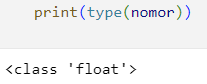 print(type(nomor))
<class 'float'>